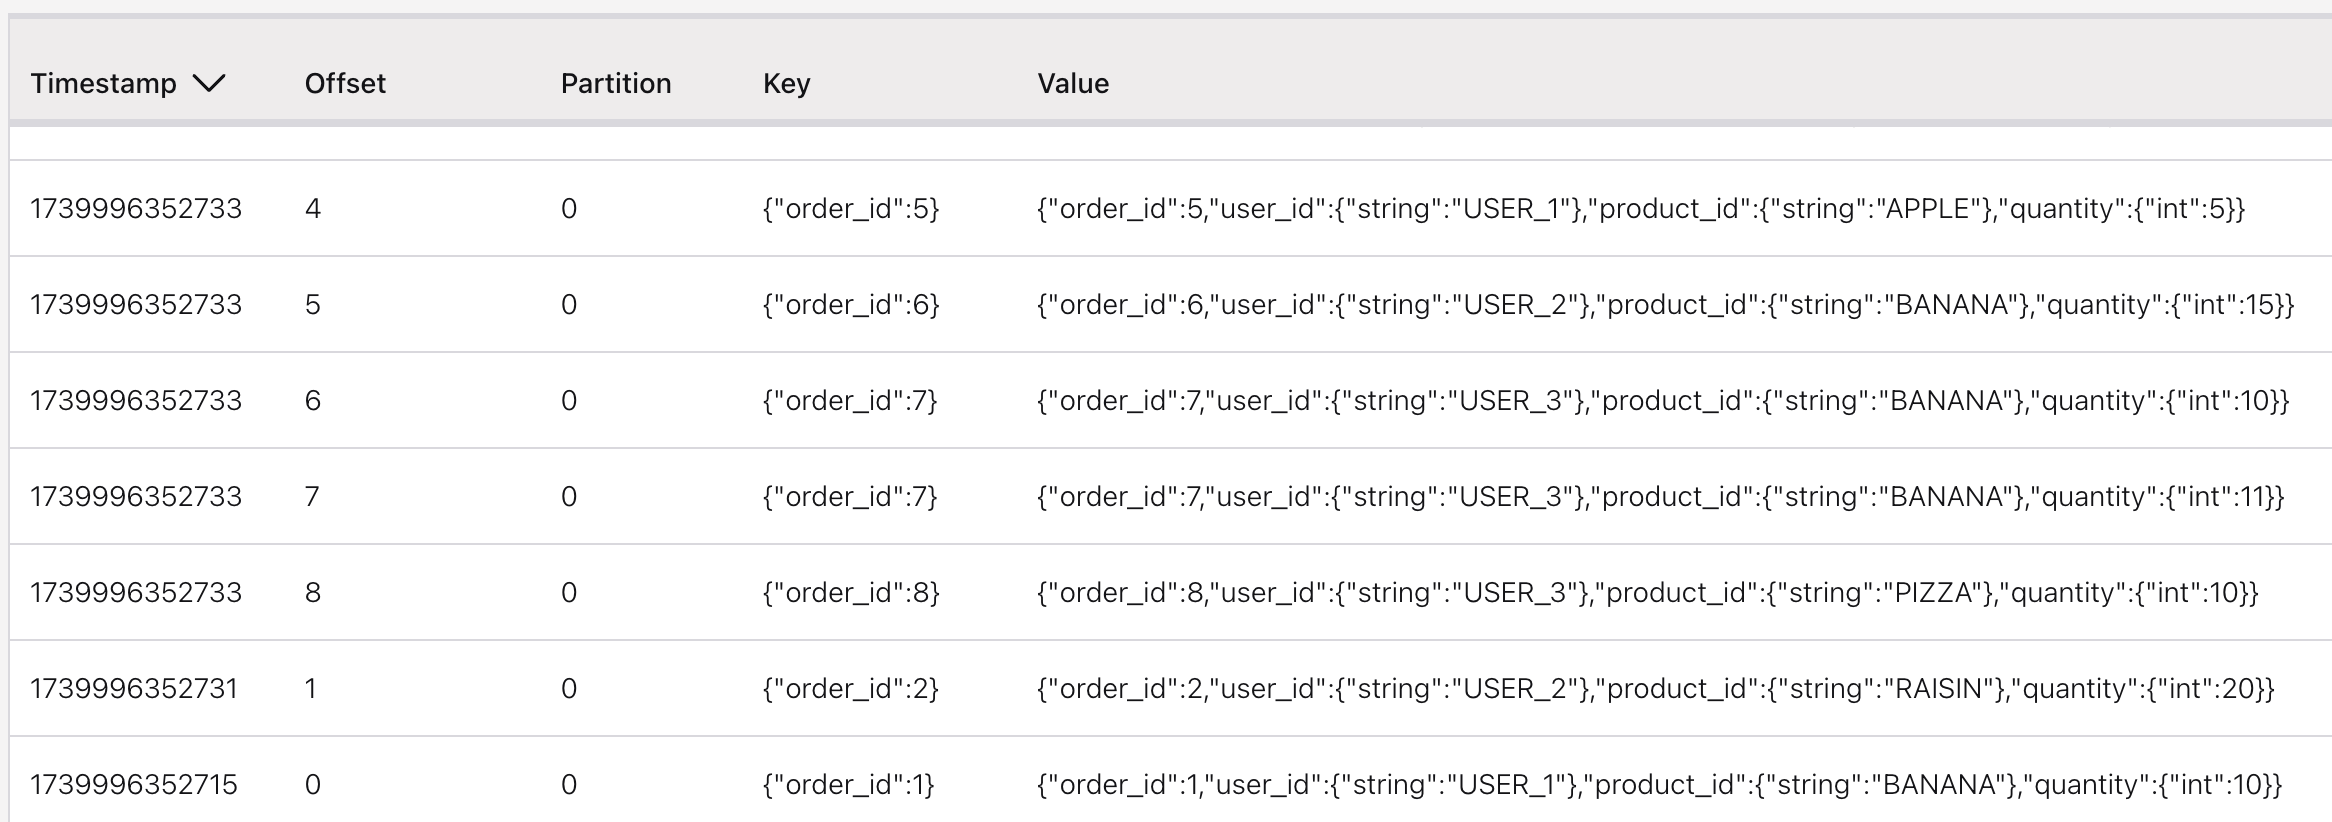 Timestamp Offset Partition Key Value
1739996352733 4 0 {"order_id":5} {"order_id":5,"user_id":{"string":"USER_1"},"product_id":{"string":"APPLE"},"quantity":{"int":5}}
1739996352733 5 0 {"order_id":6} {"order_id":6,"user_id":{"string":"USER_2"},"product_id":{"string":"BANANA"},"quantity":{"int":15}}
1739996352733 6 0 {"order_id":7} {"order_id":7,"user_id":{"string":"USER_3"},"product_id":{"string":"BANANA"},"quantity":{"int":10}}
1739996352733 7 0 {"order_id":7} {"order_id":7,"user_id":{"string":"USER_3"},"product_id":{"string":"BANANA"},"quantity":{"int":11}}
1739996352733 8 0 {"order_id":8} {"order_id":8,"user_id":{"string":"USER_3"},"product_id":{"string":"PIZZA"},"quantity":{"int":10}}
1739996352731 1 0 {"order_id":2} {"order_id":2,"user_id":{"string":"USER_2"},"product_id":{"string":"RAISIN"},"quantity":{"int":20}}
1739996352715 0 0 {"order_id":1} {"order_id":1,"user_id":{"string":"USER_1"},"product_id":{"string":"BANANA"},"quantity":{"int":10}}